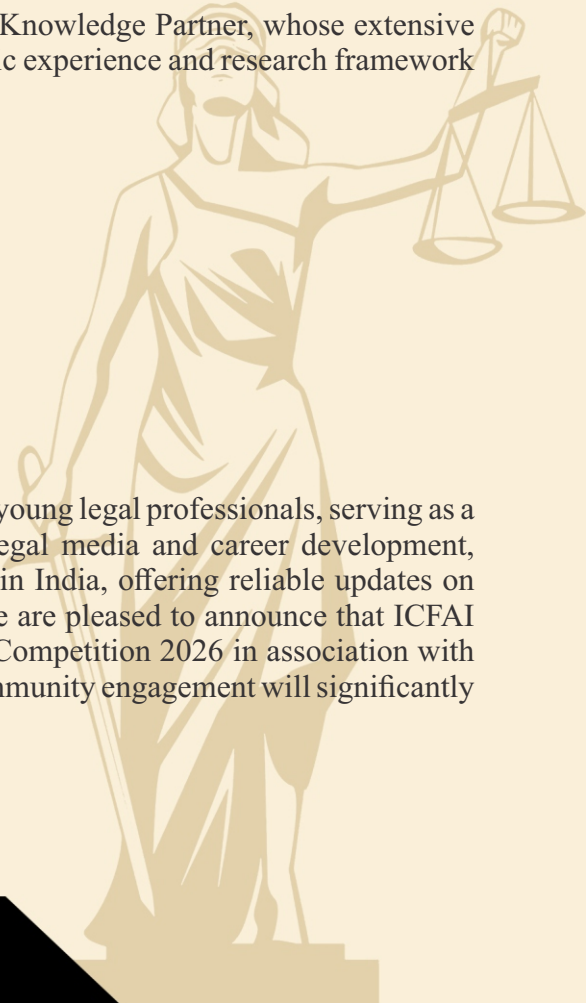 Knowledge Partner, whose extensive
ic experience and research framework
young legal professionals, serving as a
egal media and career development,
in India, offering reliable updates on
e are pleased to announce that ICFAI
Competition 2026 in association with
mmunity engagement will significantly